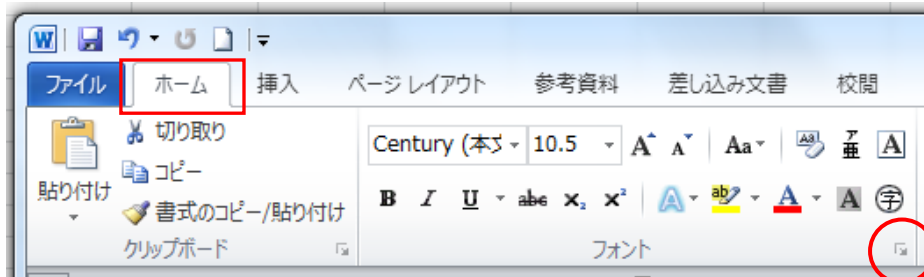 ファイル ホーム 挿入 ページ レイアウト 参考資料 差し込み文書 校閲
切り取り
コピー
書式のコピー/貼り付け
貼り付け
Century (本文 10.5 A A Aa
B I U abc x₂ x² A ab A A 字
クリップボード フォント